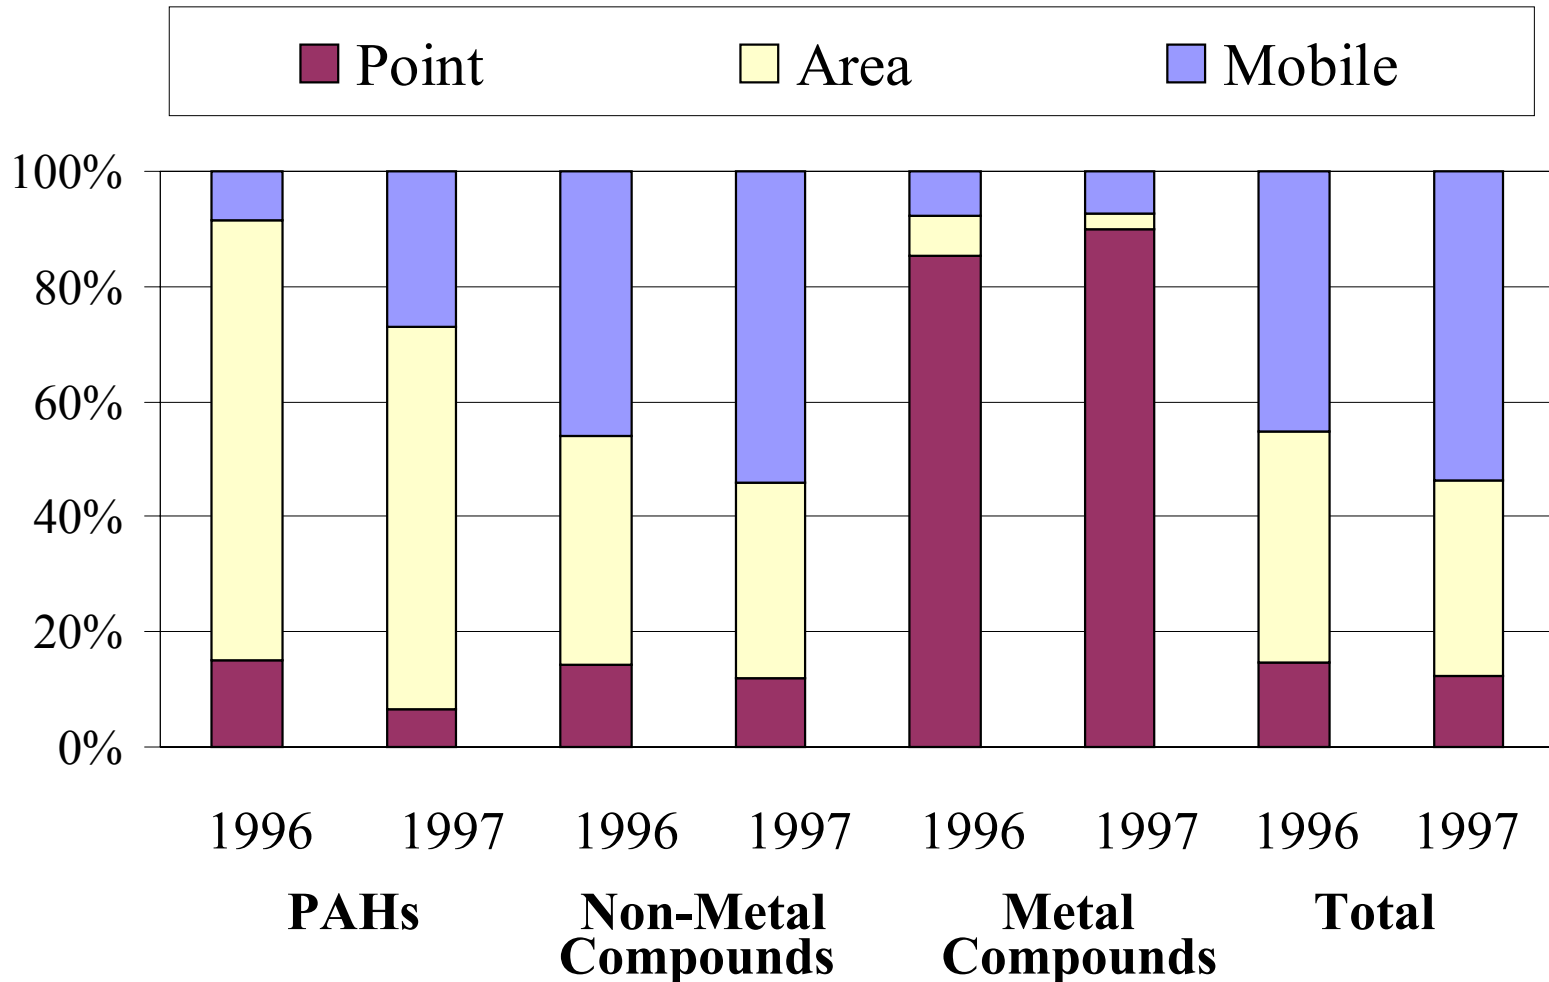 Point Area Mobile
100%
80%
60%
40%
20%
0%
1996 1997 1996 1997 1996 1997 1996 1997
PAHs Non-Metal Metal Total
Compounds Compounds